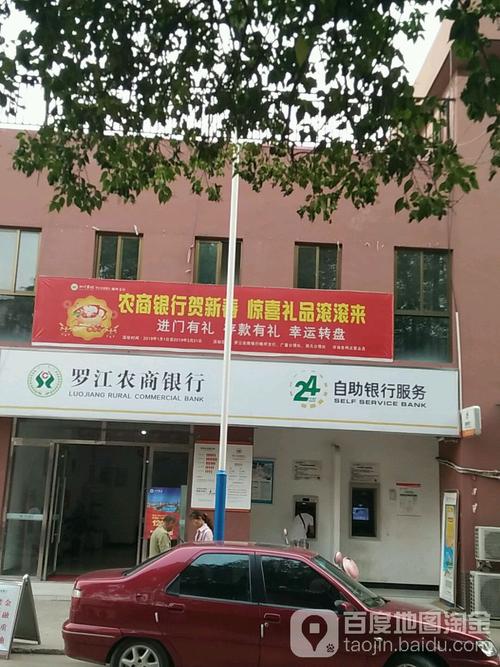 农商银行贺新春 惊喜礼品滚滚来
进门有礼 存款有礼 幸运转盘
罗江农商银行
LUOJIANG RURAL COMMERCIAL BANK
24
自助银行服务
SELF SERVICE BANK
百度地图淘金
taojin.baidu.com